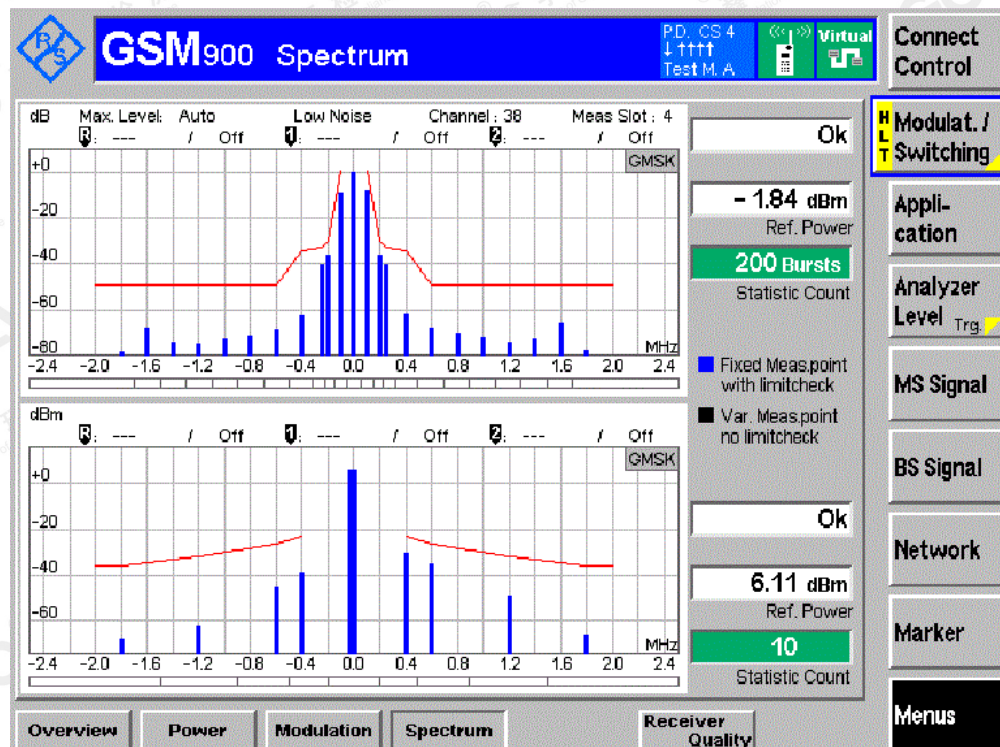 R&S
GSM900 Spectrum
P.D. CS 4
↓ ↑↑↑↑
Test M. A
Virtual
Connect Control
dB Max. Level: Auto Low Noise Channel : 38 Meas Slot : 4
R: --- / Off 1: --- / Off 2: --- / Off
GMSK
+0
-20
-40
-60
-80
MHz
-2.4 -2.0 -1.6 -1.2 -0.8 -0.4 0.0 0.4 0.8 1.2 1.6 2.0 2.4
Ok
- 1.84 dBm
Ref. Power
200 Bursts
Statistic Count
Fixed Meas.point
with limitcheck
Var. Meas.point
no limitcheck
dBm
R: --- / Off 1: --- / Off 2: --- / Off
GMSK
+0
-20
-40
-60
MHz
-2.4 -2.0 -1.6 -1.2 -0.8 -0.4 0.0 0.4 0.8 1.2 1.6 2.0 2.4
Ok
6.11 dBm
Ref. Power
10
Statistic Count
HLT
Modulat. /
Switching
Appli-
cation
Analyzer
Level Trg.
MS Signal
BS Signal
Network
Marker
Menus
Overview Power Modulation Spectrum Receiver
Quality